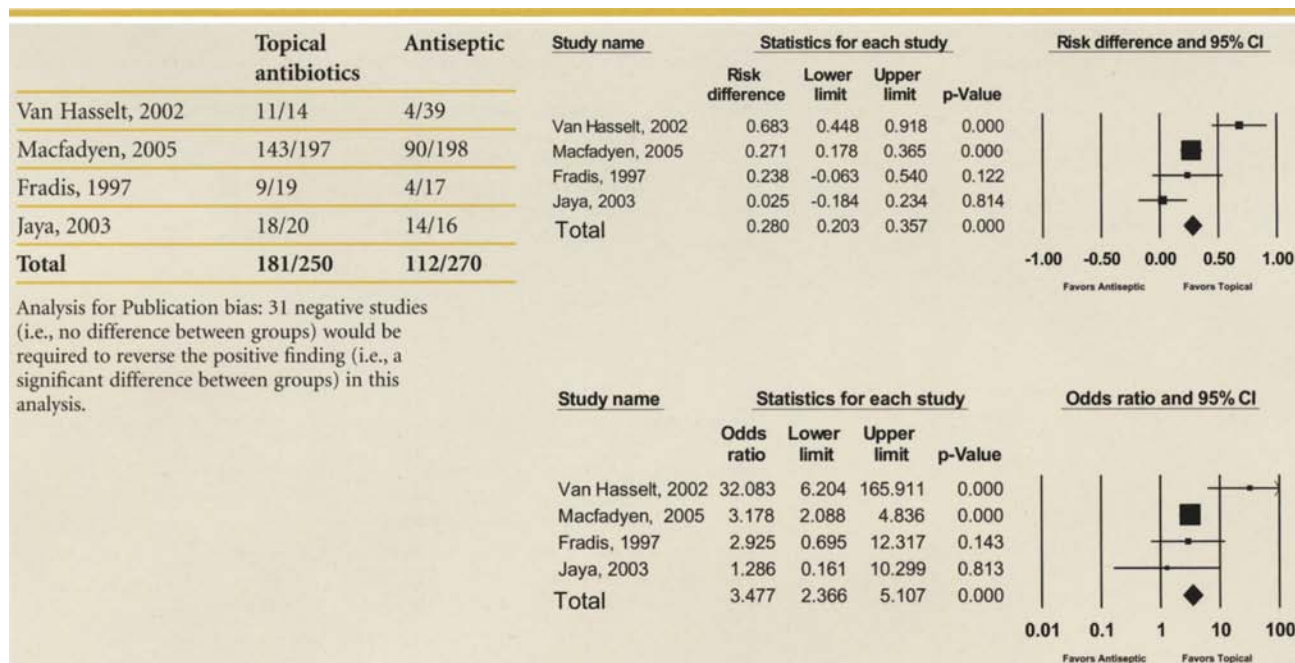 Topical antibiotics Antiseptic
Van Hasselt, 2002 11/14 4/39
Macfadyen, 2005 143/197 90/198
Fradis, 1997 9/19 4/17
Jaya, 2003 18/20 14/16
Total 181/250 112/270
Analysis for Publication bias: 31 negative studies
(i.e., no difference between groups) would be
required to reverse the positive finding (i.e., a
significant difference between groups) in this
analysis.
Study name Statistics for each study Risk difference and 95% CI
Risk difference Lower limit Upper limit p-Value
Van Hasselt, 2002 0.683 0.448 0.918 0.000
Macfadyen, 2005 0.271 0.178 0.365 0.000
Fradis, 1997 0.238 -0.063 0.540 0.122
Jaya, 2003 0.025 -0.184 0.234 0.814
Total 0.280 0.203 0.357 0.000
-1.00 -0.50 0.00 0.50 1.00
Favors Antiseptic Favors Topical
Study name Statistics for each study Odds ratio and 95% CI
Odds ratio Lower limit Upper limit p-Value
Van Hasselt, 2002 32.083 6.204 165.911 0.000
Macfadyen, 2005 3.178 2.088 4.836 0.000
Fradis, 1997 2.925 0.695 12.317 0.143
Jaya, 2003 1.286 0.161 10.299 0.813
Total 3.477 2.366 5.107 0.000
0.01 0.1 1 10 100
Favors Antiseptic Favors Topical